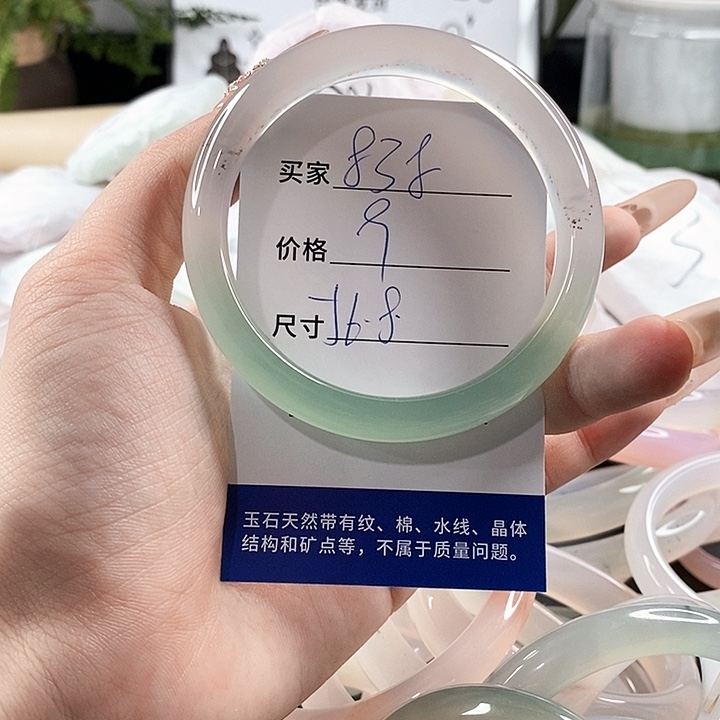 买家 838
价格 9
尺寸 56.8
玉石天然带有纹、棉、水线、晶体
结构和矿点等，不属于质量问题。